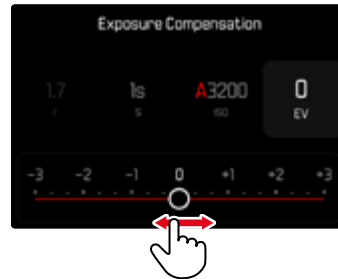 Exposure Compensation
1.7 1s A3200 0
F S ISO EV
-3 -2 -1 0 +1 +2 +3